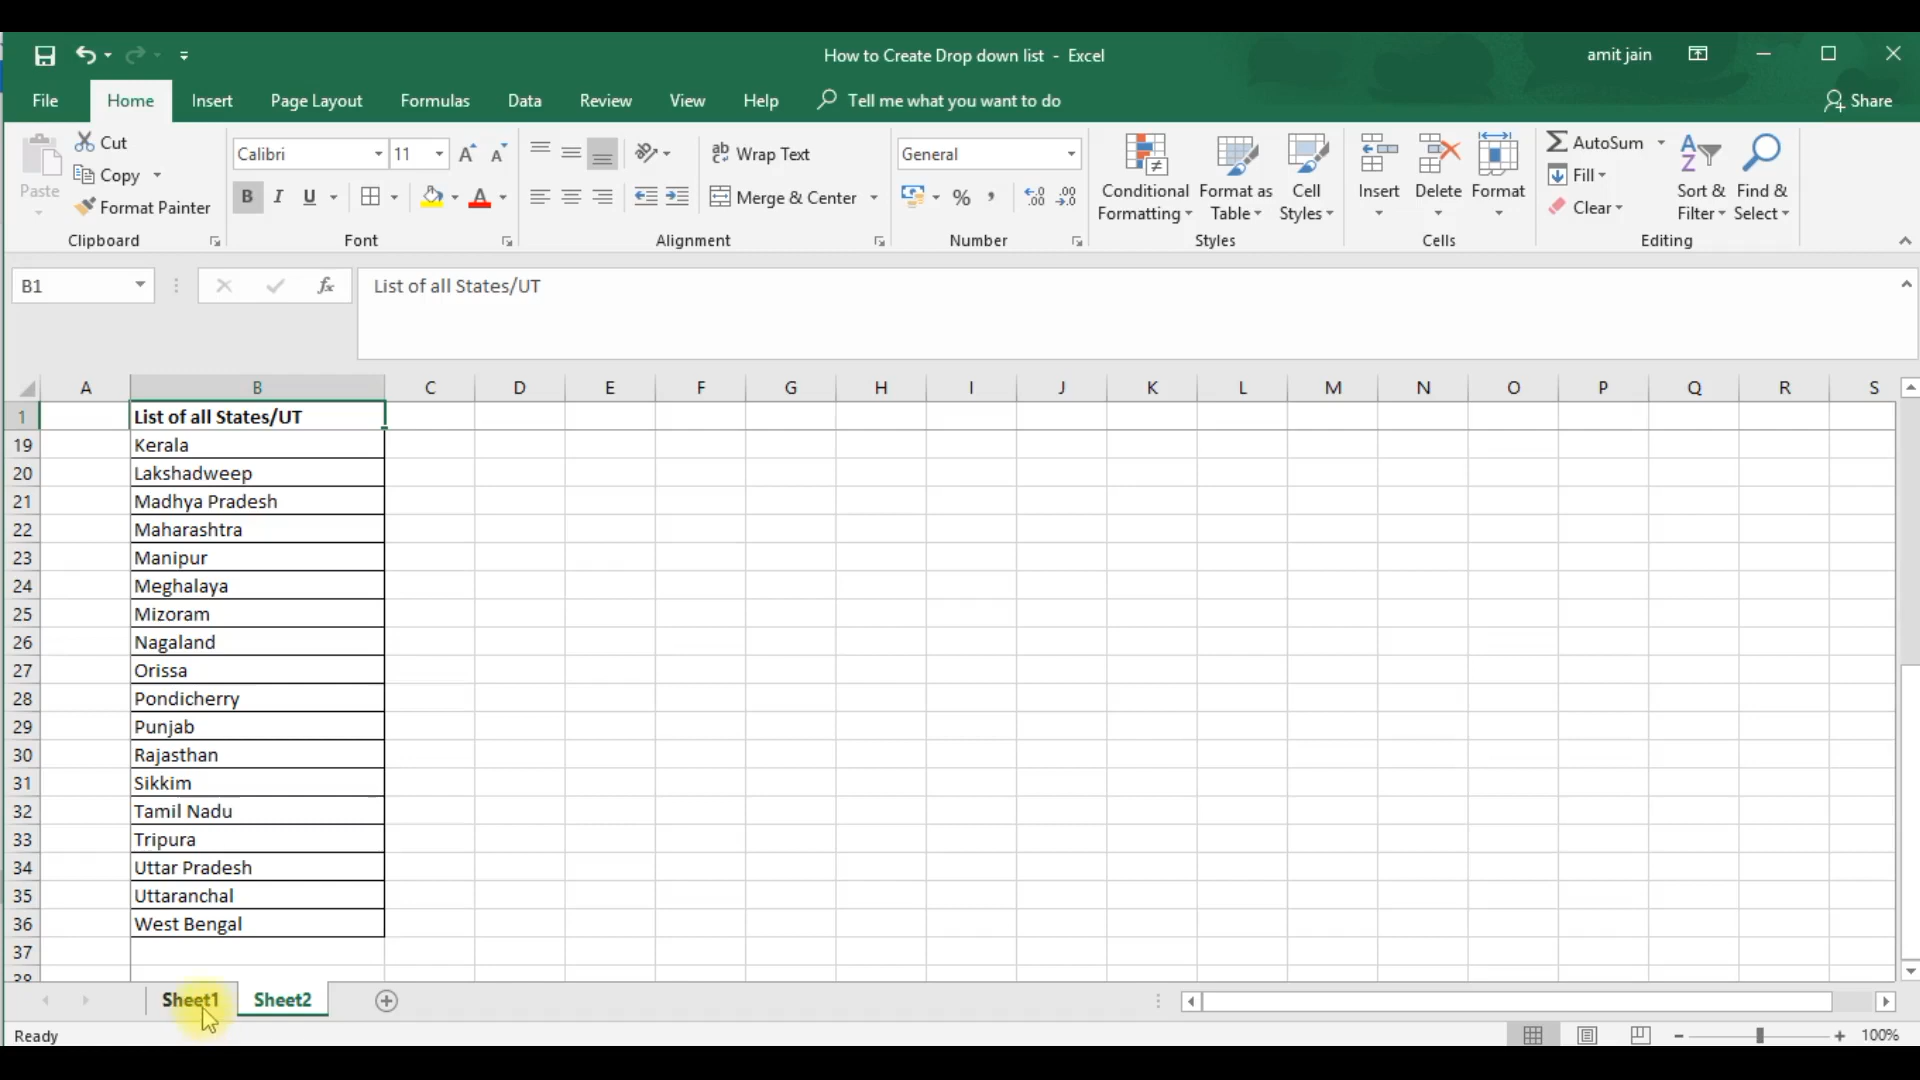 How to Create Drop down list - Excel
amit jain
File Home Insert Page Layout Formulas Data Review View Help Tell me what you want to do Share
Paste
Cut
Copy
Format Painter
Clipboard
Calibri 11
B I U
Font
Wrap Text
Merge & Center
Alignment
General
%
Number
Conditional Formatting
Format as Table
Cell Styles
Styles
Insert
Delete
Format
Cells
AutoSum
Fill
Clear
Sort & Filter
Find & Select
Editing
B1 fx List of all States/UT
A B C D E F G H I J K L M N O P Q R S
1 List of all States/UT
19 Kerala
20 Lakshadweep
21 Madhya Pradesh
22 Maharashtra
23 Manipur
24 Meghalaya
25 Mizoram
26 Nagaland
27 Orissa
28 Pondicherry
29 Punjab
30 Rajasthan
31 Sikkim
32 Tamil Nadu
33 Tripura
34 Uttar Pradesh
35 Uttaranchal
36 West Bengal
37
38
Sheet1 Sheet2
Ready
100%